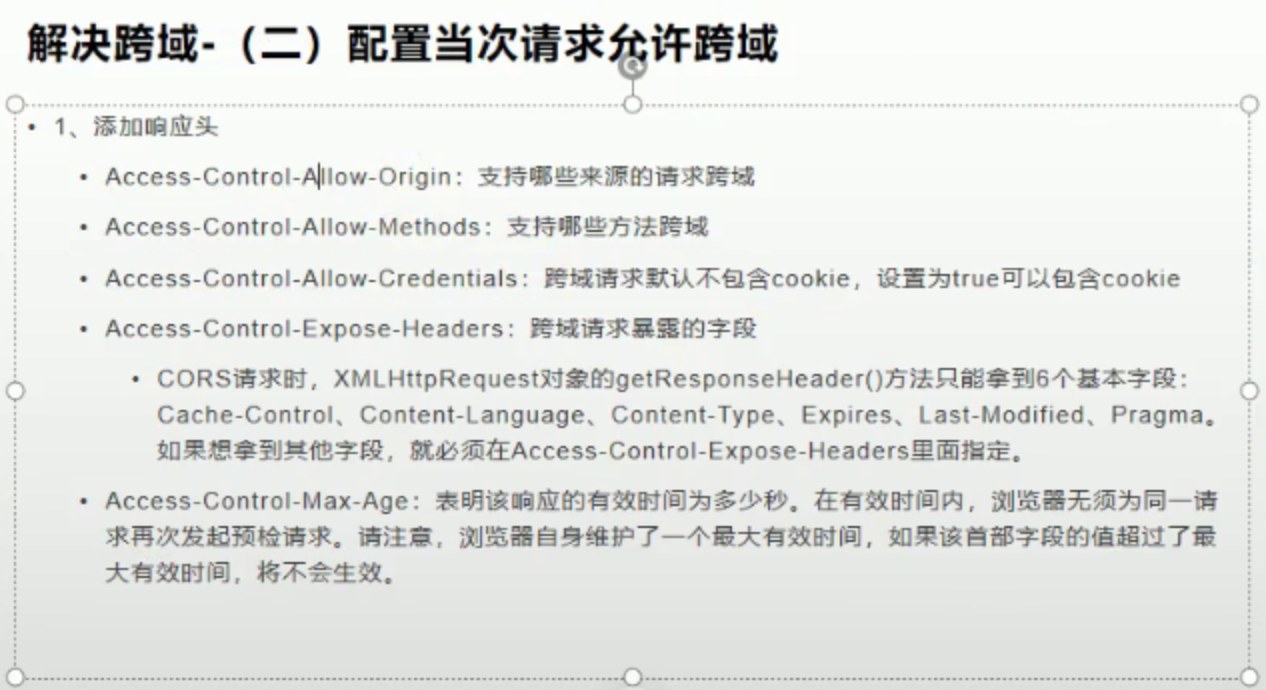 解决跨域-（二）配置当次请求允许跨域
• 1、添加响应头
• Access-Control-Allow-Origin：支持哪些来源的请求跨域
• Access-Control-Allow-Methods：支持哪些方法跨域
• Access-Control-Allow-Credentials：跨域请求默认不包含cookie，设置为true可以包含cookie
• Access-Control-Expose-Headers：跨域请求暴露的字段
• CORS请求时，XMLHttpRequest对象的getResponseHeader()方法只能拿到6个基本字段：
Cache-Control、Content-Language、Content-Type、Expires、Last-Modified、Pragma。
如果想拿到其他字段，就必须在Access-Control-Expose-Headers里面指定。
• Access-Control-Max-Age：表明该响应的有效时间为多少秒。在有效时间内，浏览器无须为同一请
求再次发起预检请求。请注意，浏览器自身维护了一个最大有效时间，如果该首部字段的值超过了最
大有效时间，将不会生效。